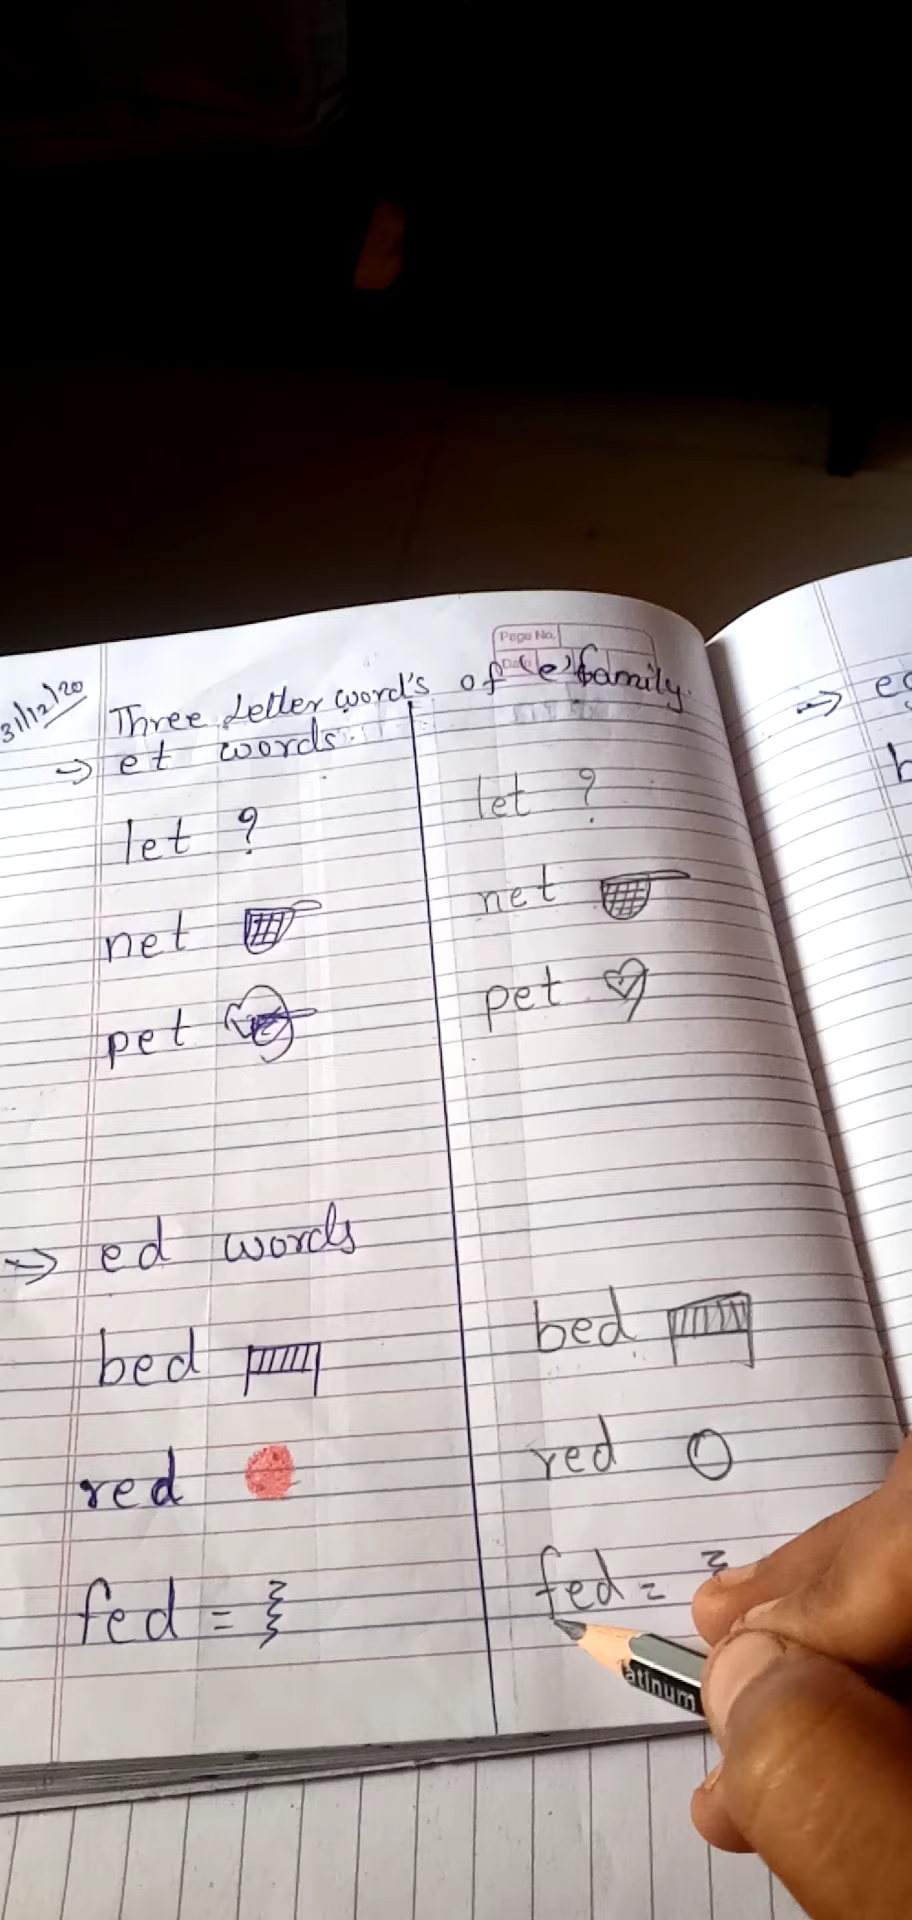 Page No.
Date
31/12/20
Three Letter word's of 'e' family.
→ et words.
let ? let ?
net net
pet pet
→ ed words
bed bed
red red
fed = fed =
atinum